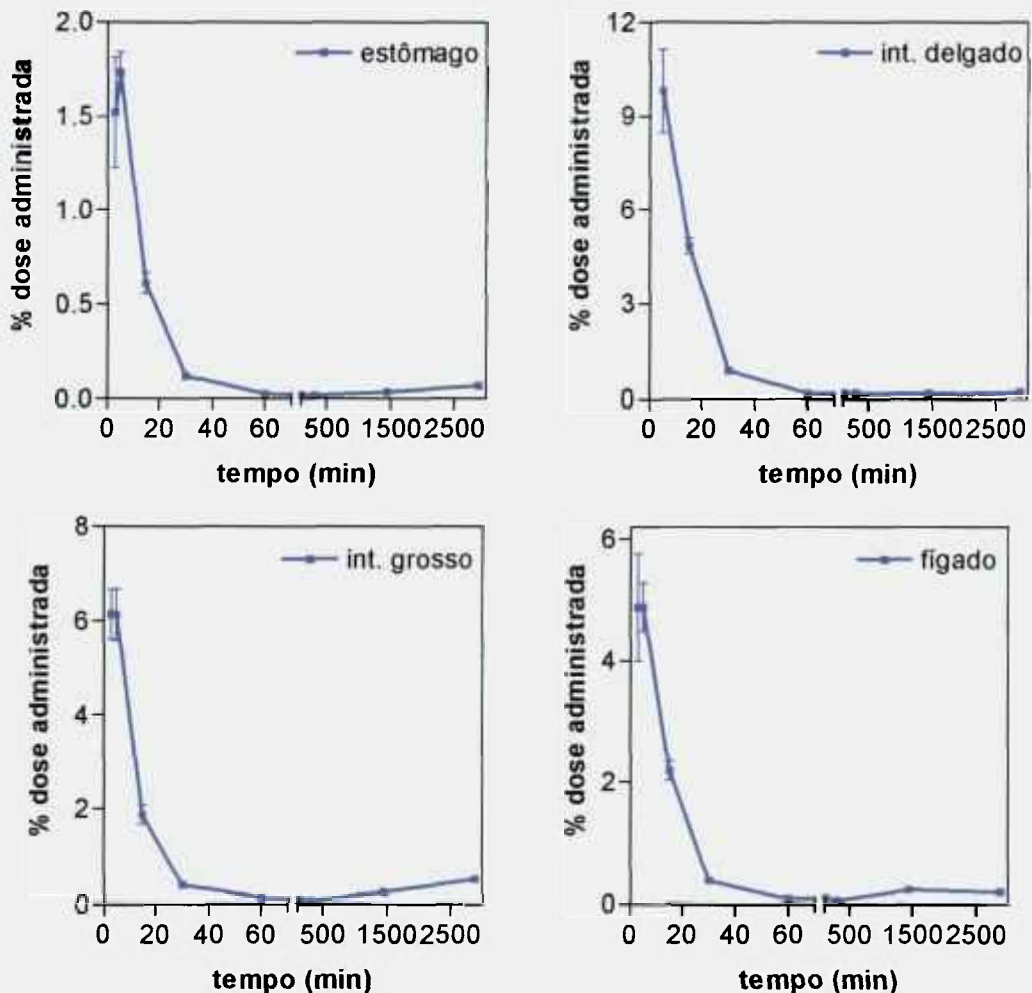 2.0
1.5
1.0
0.5
0.0
% dose administrada
estômago
0 20 40 60 500 1500 2500
tempo (min)
12
9
6
3
0
% dose administrada
int. delgado
0 20 40 60 500 1500 2500
tempo (min)
8
6
4
2
0
% dose administrada
int. grosso
0 20 40 60 500 1500 2500
tempo (min)
6
4
2
0
% dose administrada
fígado
0 20 40 60 500 1500 2500
tempo (min)